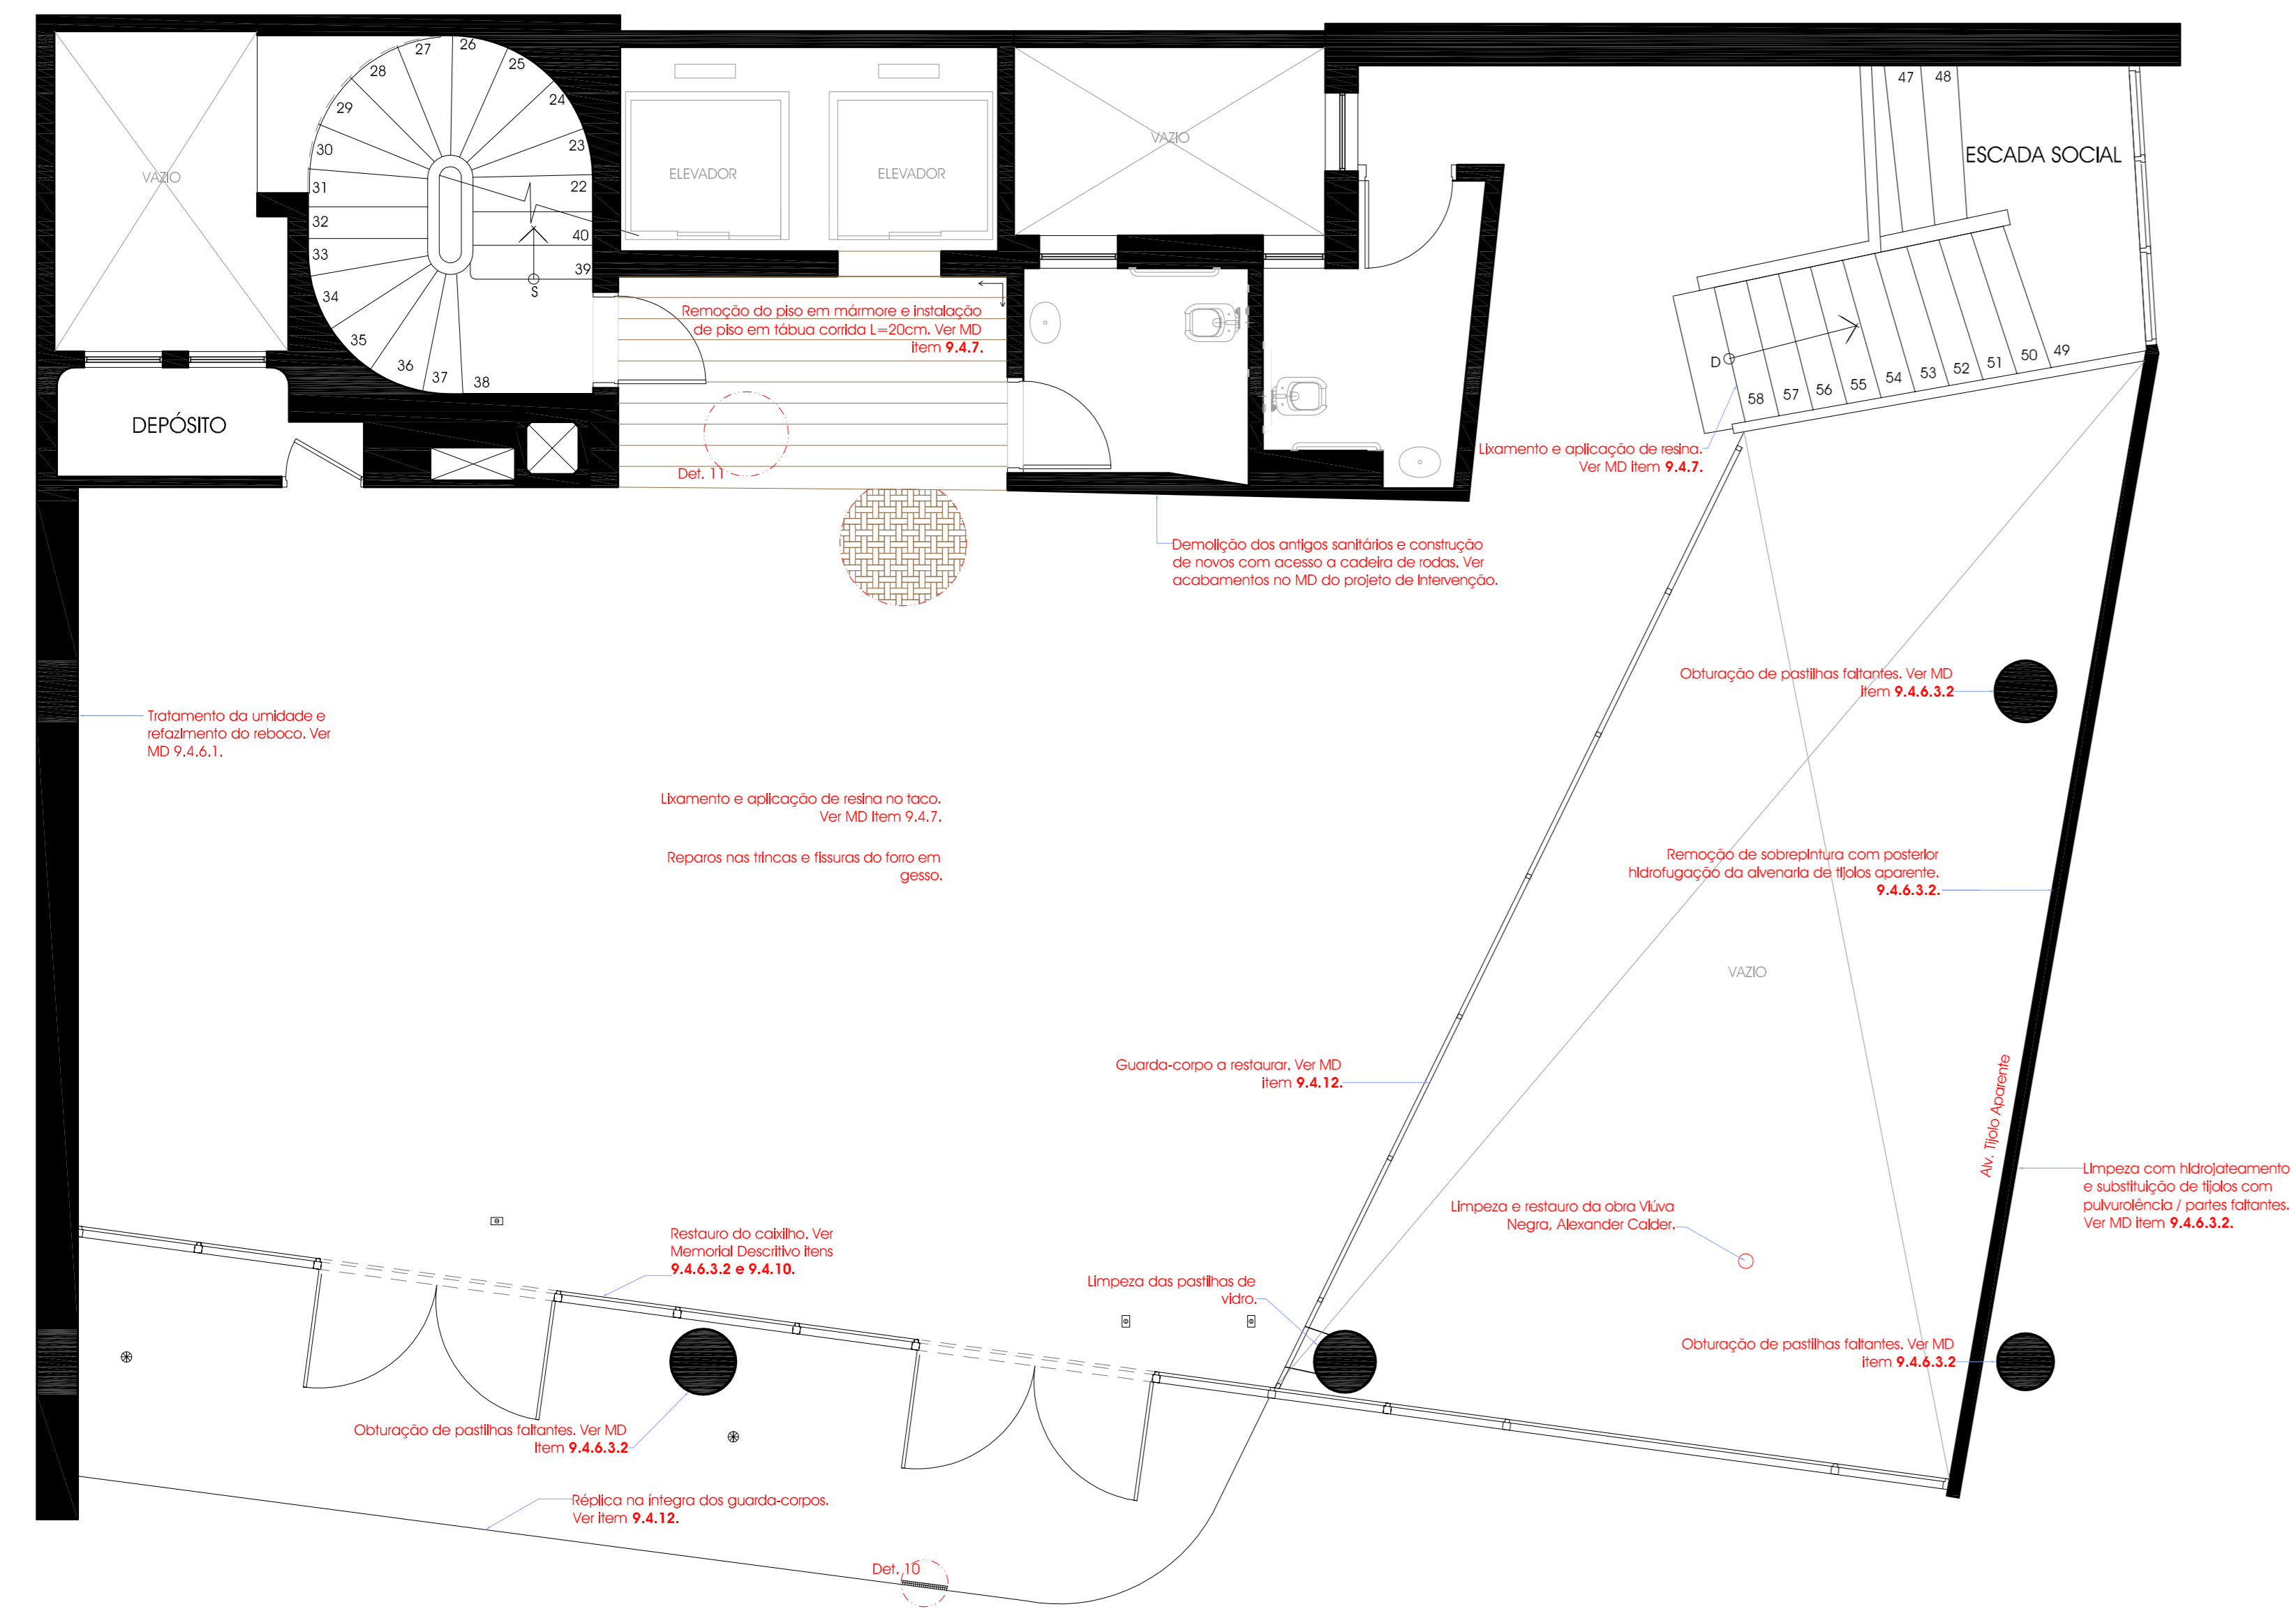 27
26
28
25
29
24
30
23
31
22
32
40
33
39
S
34
35
36
37
38
VAZIO
DEPÓSITO
ELEVADOR
ELEVADOR
VAZIO
47
48
ESCADA SOCIAL
D
58
57
56
55
54
53
52
51
50
49
Remoção do piso em mármore e instalação
de piso em tábua corrida L=20cm. Ver MD
item 9.4.7.
Det. 11
Lixamento e aplicação de resina.
Ver MD item 9.4.7.
Demolição dos antigos sanitários e construção
de novos com acesso a cadeira de rodas. Ver
acabamentos no MD do projeto de Intervenção.
Obturação de pastilhas faltantes. Ver MD
item 9.4.6.3.2
Tratamento da umidade e
refazimento do reboco. Ver
MD 9.4.6.1.
Lixamento e aplicação de resina no taco.
Ver MD Item 9.4.7.
Reparos nas trincas e fissuras do forro em
gesso.
Remoção de sobrepintura com posterior
hidrofugação da alvenaria de tijolos aparente.
9.4.6.3.2.
VAZIO
Guarda-corpo a restaurar. Ver MD
item 9.4.12.
Alv. Tijolo Aparente
Limpeza com hidrojateamento
e substituição de tijolos com
pulvurolência / partes faltantes.
Ver MD item 9.4.6.3.2.
Limpeza e restauro da obra Viúva
Negra, Alexander Calder.
Restauro do caixilho. Ver
Memorial Descritivo itens
9.4.6.3.2 e 9.4.10.
Limpeza das pastilhas de
vidro.
Obturação de pastilhas faltantes. Ver MD
item 9.4.6.3.2
Obturação de pastilhas faltantes. Ver MD
Item 9.4.6.3.2
Réplica na íntegra dos guarda-corpos.
Ver item 9.4.12.
Det. 10